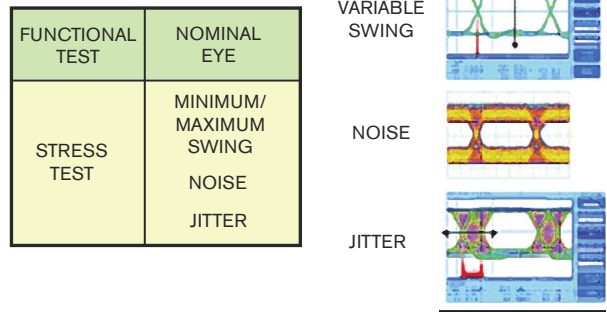 FUNCTIONAL
TEST
NOMINAL
EYE
STRESS
TEST
MINIMUM/
MAXIMUM
SWING
NOISE
JITTER
VARIABLE
SWING
NOISE
JITTER